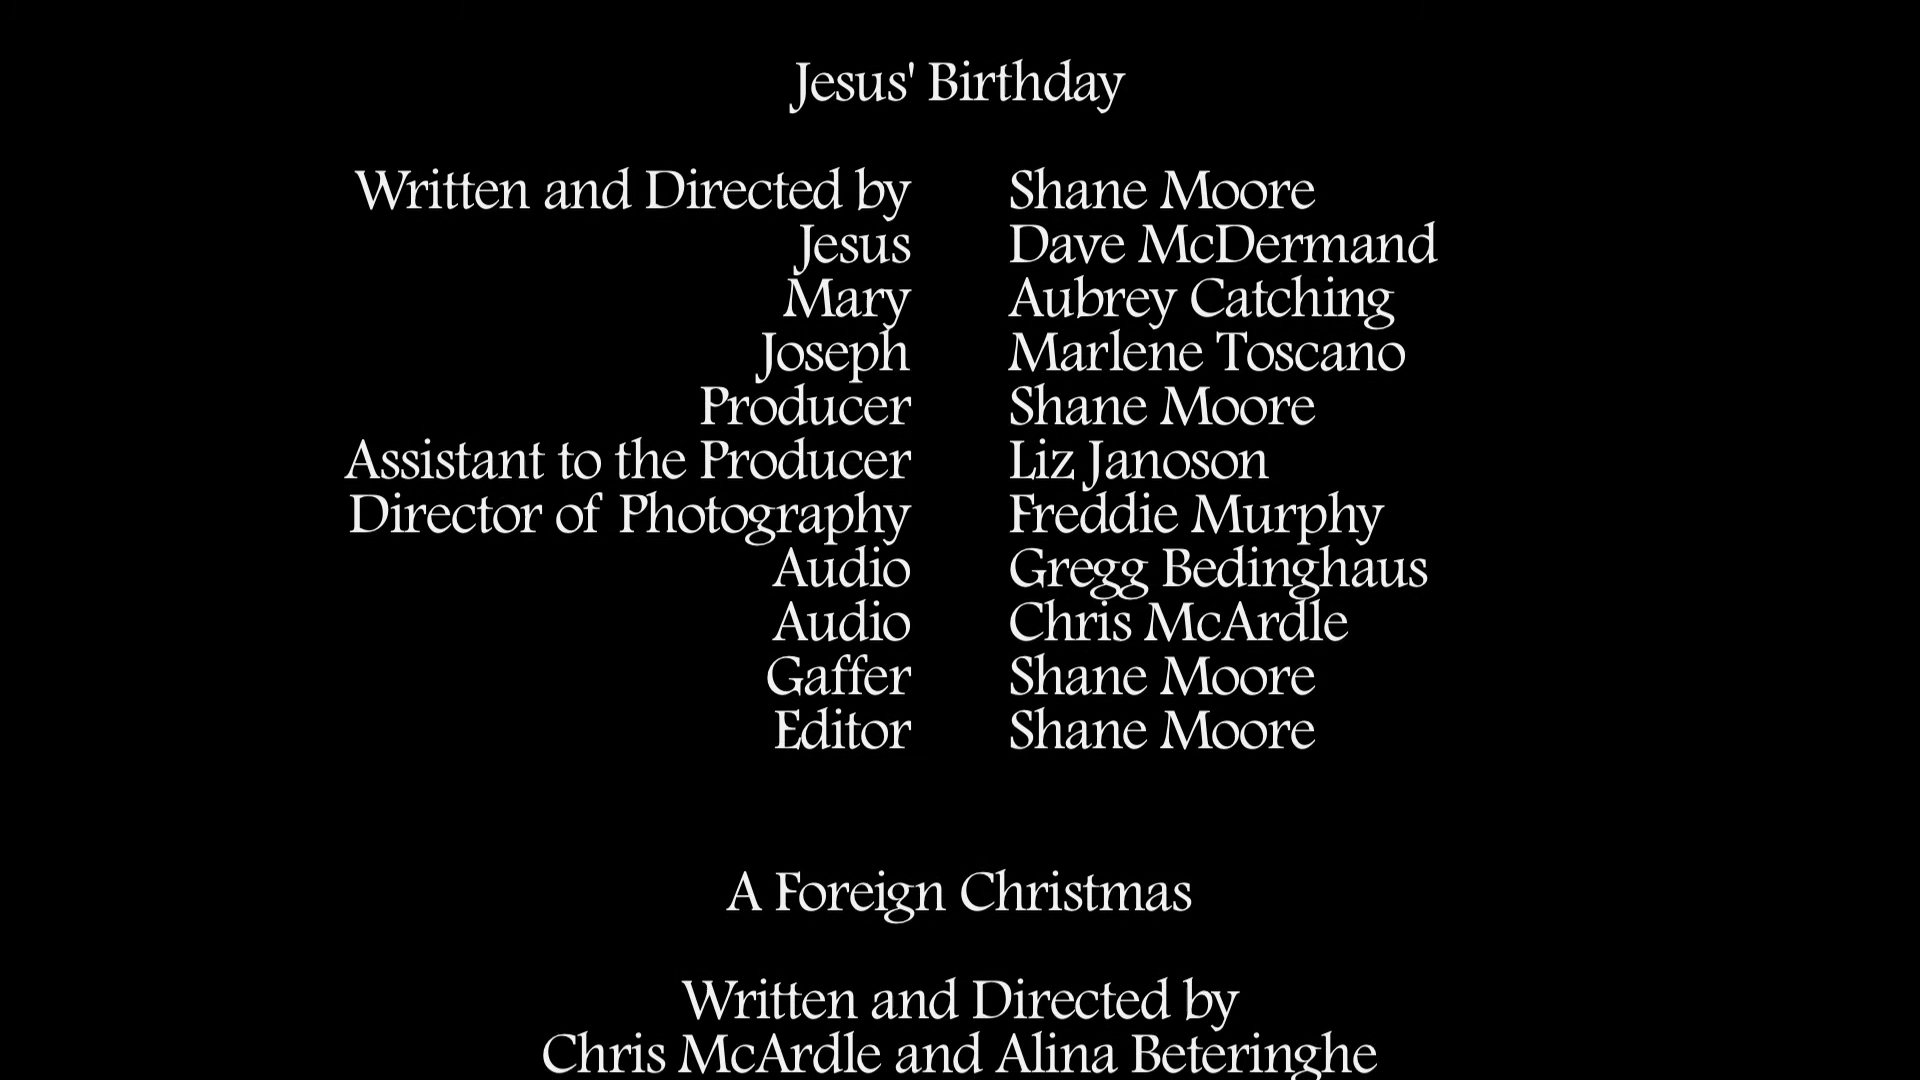 Jesus' Birthday
Written and Directed by Shane Moore
Jesus Dave McDermand
Mary Aubrey Catching
Joseph Marlene Toscano
Producer Shane Moore
Assistant to the Producer Liz Janoson
Director of Photography Freddie Murphy
Audio Gregg Bedinghaus
Audio Chris McArdle
Gaffer Shane Moore
Editor Shane Moore
A Foreign Christmas
Written and Directed by
Chris McArdle and Alina Beteringhe